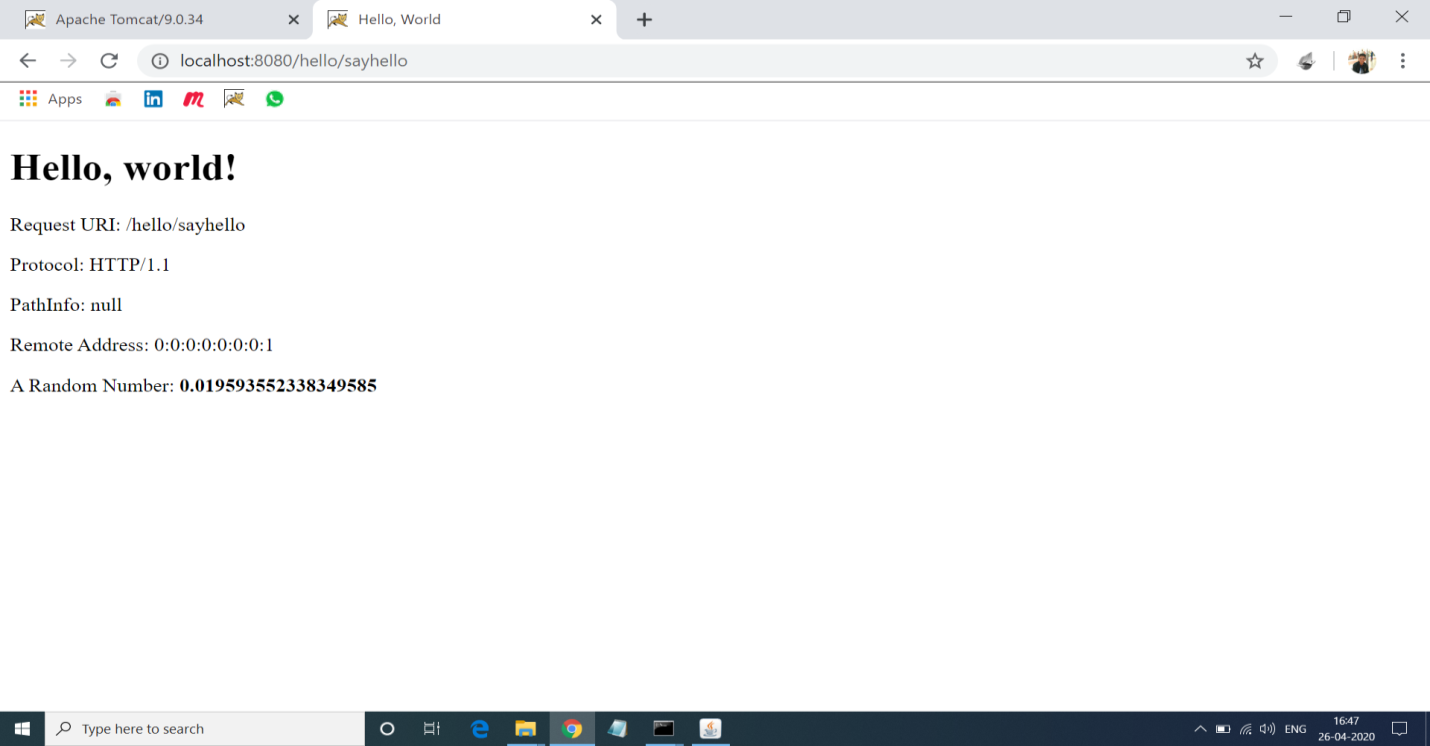 Apache Tomcat/9.0.34
Hello, World
localhost:8080/hello/sayhello
Apps
Hello, world!
Request URI: /hello/sayhello
Protocol: HTTP/1.1
PathInfo: null
Remote Address: 0:0:0:0:0:0:0:1
A Random Number: 0.019593552338349585
Type here to search
ENG
16:47
26-04-2020